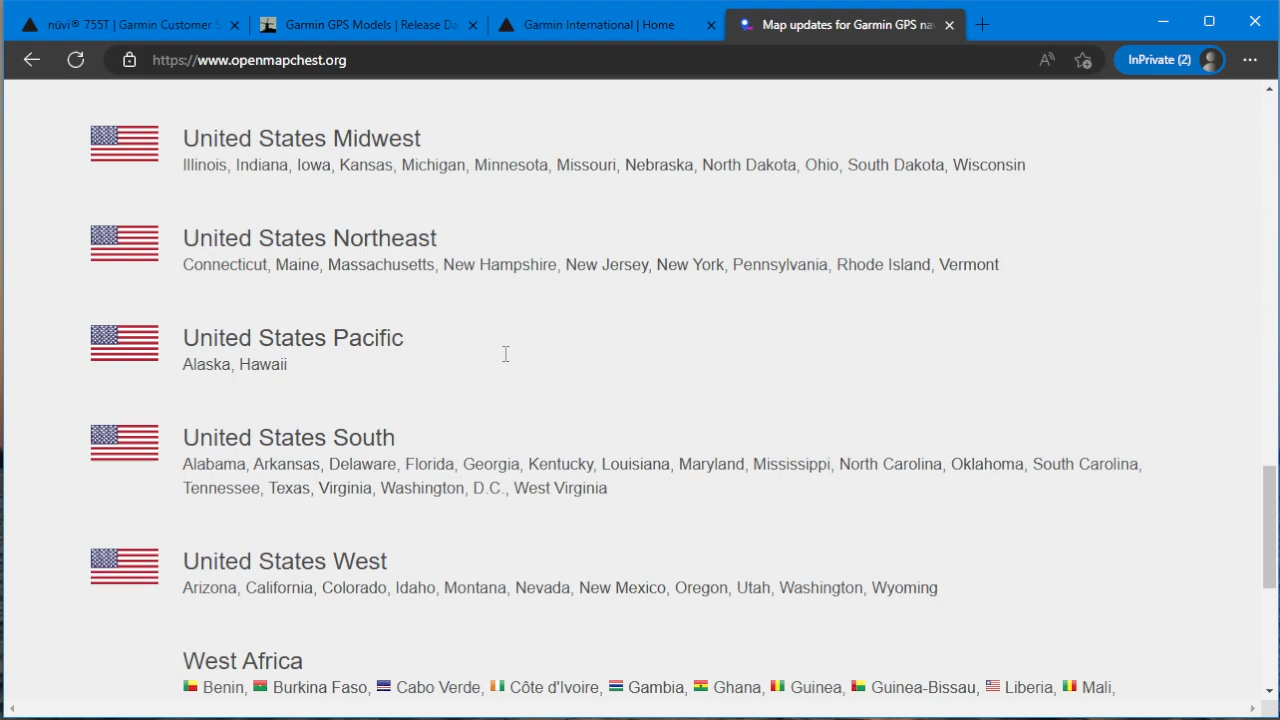 nüvi® 755T | Garmin Customer S
Garmin GPS Models | Release Da
Garmin International | Home
Map updates for Garmin GPS na
https://www.openmapchest.org
InPrivate (2)
United States Midwest
Illinois, Indiana, Iowa, Kansas, Michigan, Minnesota, Missouri, Nebraska, North Dakota, Ohio, South Dakota, Wisconsin
United States Northeast
Connecticut, Maine, Massachusetts, New Hampshire, New Jersey, New York, Pennsylvania, Rhode Island, Vermont
United States Pacific
Alaska, Hawaii
United States South
Alabama, Arkansas, Delaware, Florida, Georgia, Kentucky, Louisiana, Maryland, Mississippi, North Carolina, Oklahoma, South Carolina,
Tennessee, Texas, Virginia, Washington, D.C., West Virginia
United States West
Arizona, California, Colorado, Idaho, Montana, Nevada, New Mexico, Oregon, Utah, Washington, Wyoming
West Africa
Benin, Burkina Faso, Cabo Verde, Côte d'Ivoire, Gambia, Ghana, Guinea, Guinea-Bissau, Liberia, Mali,